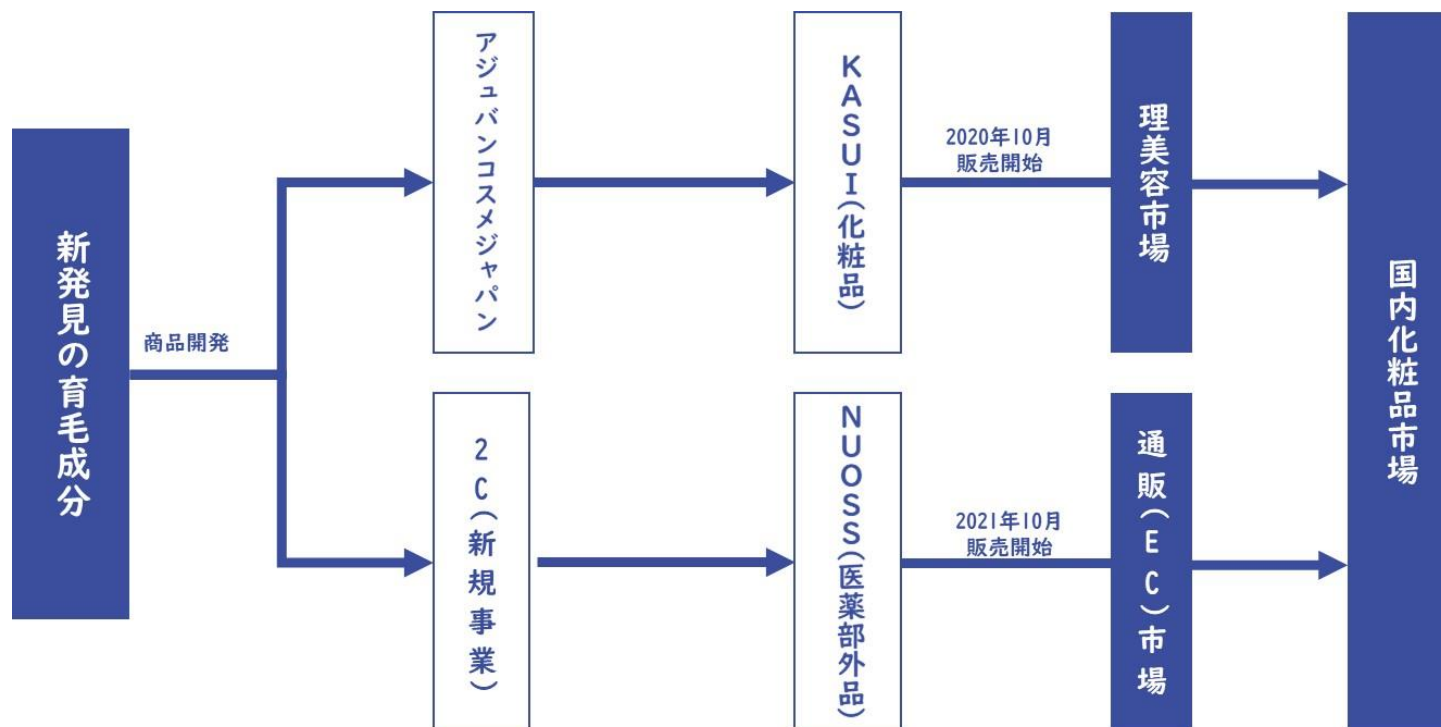 新発見の育毛成分
商品開発
アジュバンコスメジャパン
KASUI(化粧品)
2020年10月
販売開始
理美容市場
2C(新規事業)
NUOSS(医薬部外品)
2021年10月
販売開始
通販(EC)市場
国内化粧品市場